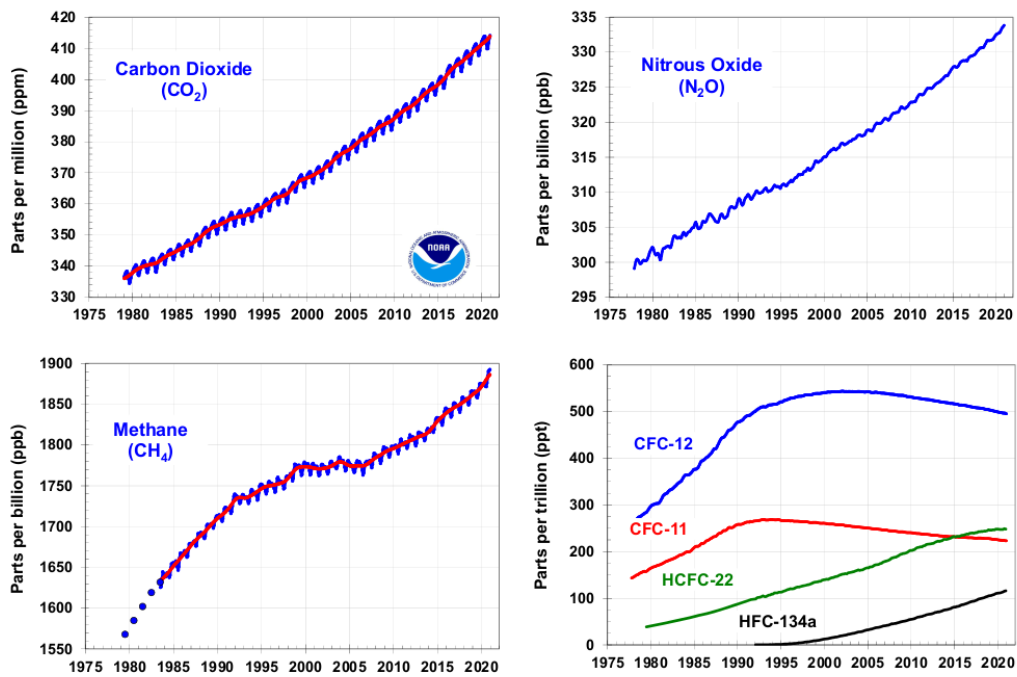 420
410
400
390
380
370
360
350
340
330
Parts per million (ppm)
Carbon Dioxide
(CO₂)
NOAA
1975 1980 1985 1990 1995 2000 2005 2010 2015 2020
335
330
325
320
315
310
305
300
295
Parts per billion (ppb)
Nitrous Oxide
(N₂O)
1975 1980 1985 1990 1995 2000 2005 2010 2015 2020
1900
1850
1800
1750
1700
1650
1600
1550
Parts per billion (ppb)
Methane
(CH₄)
1975 1980 1985 1990 1995 2000 2005 2010 2015 2020
600
500
400
300
200
100
0
Parts per trillion (ppt)
CFC-12
CFC-11
HCFC-22
HFC-134a
1975 1980 1985 1990 1995 2000 2005 2010 2015 2020